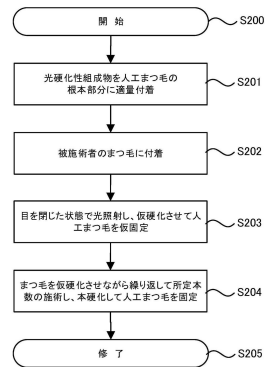 開 始
S200
光硬化性組成物を人工まつ毛の
根本部分に適量付着
S201
被施術者のまつ毛に付着
S202
目を閉じた状態で光照射し、仮硬化させて人
工まつ毛を仮固定
S203
まつ毛を仮硬化させながら繰り返して所定本
数の施術し、本硬化して人工まつ毛を固定
S204
修 了
S205